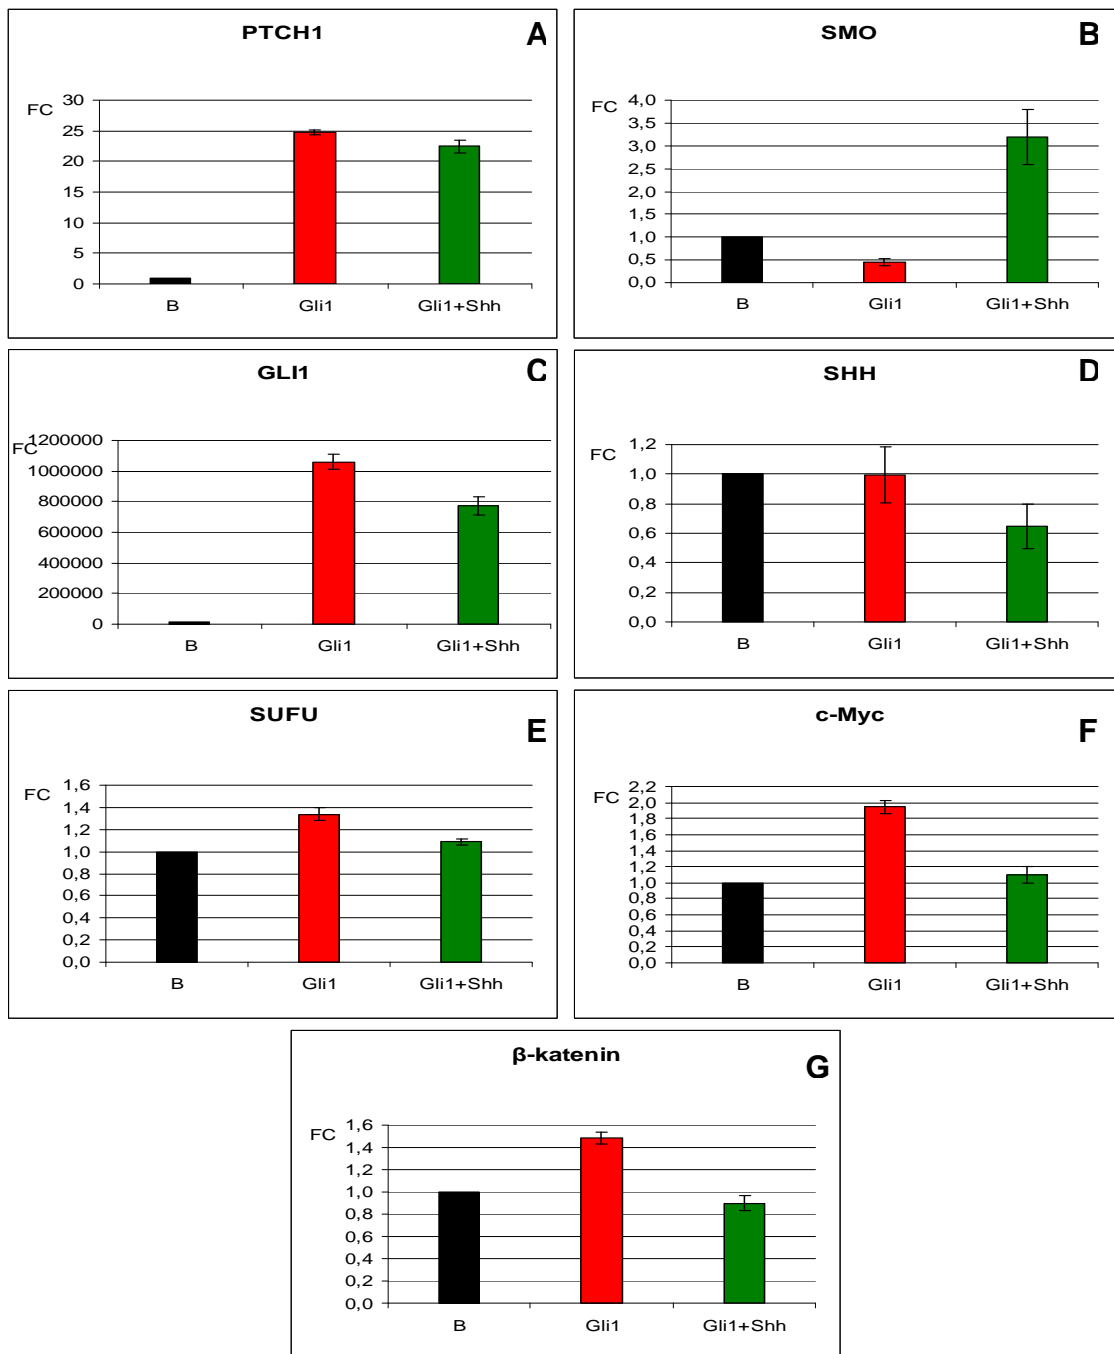 PTCH1 A
FC
30
25
20
15
10
5
0
B Gli1 Gli1+Shh
SMO B
FC
4,0
3,5
3,0
2,5
2,0
1,5
1,0
0,5
0,0
B Gli1 Gli1+Shh
GLI1 C
FC
1200000
1000000
800000
600000
400000
200000
0
B Gli1 Gli1+Shh
SHH D
FC
1,2
1,0
0,8
0,6
0,4
0,2
0,0
B Gli1 Gli1+Shh
SUFU E
FC
1,6
1,4
1,2
1,0
0,8
0,6
0,4
0,2
0,0
B Gli1 Gli1+Shh
c-Myc F
FC
2,2
2,0
1,8
1,6
1,4
1,2
1,0
0,8
0,6
0,4
0,2
0,0
B Gli1 Gli1+Shh
β-katenin G
FC
1,6
1,4
1,2
1,0
0,8
0,6
0,4
0,2
0,0
B Gli1 Gli1+Shh